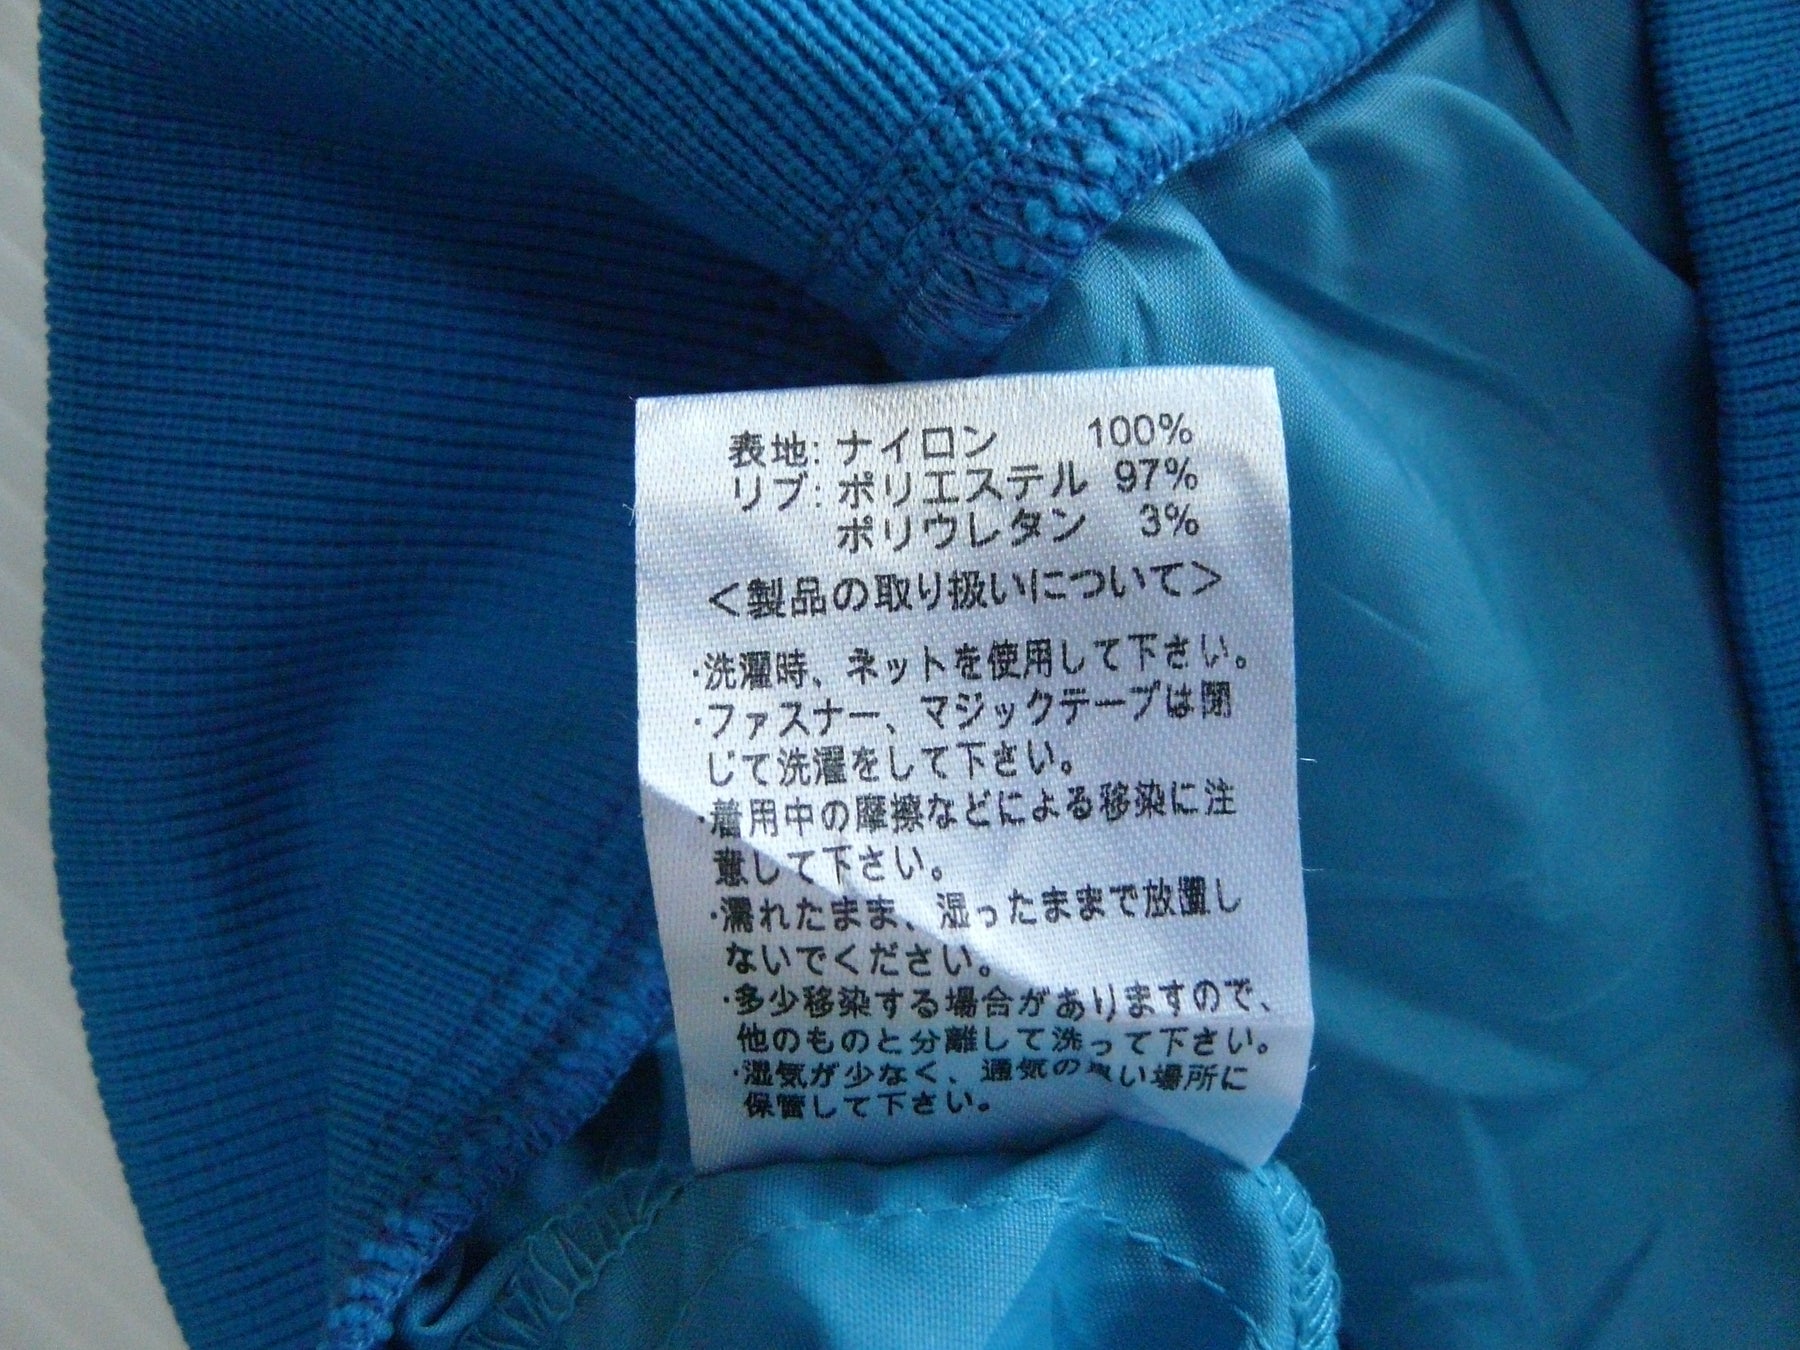 表地: ナイロン 100%
リブ: ポリエステル 97%
ポリウレタン 3%
<製品の取り扱いについて>
・洗濯時、ネットを使用して下さい。
・ファスナー、マジックテープは閉
じて洗濯をして下さい。
・着用中の摩擦などによる移染に注
意して下さい。
・濡れたまま、湿ったままで放置し
ないでください。
・多少移染する場合がありますので、
他のものと分離して洗って下さい。
・湿気が少なく、通気の良い場所に
保管して下さい。